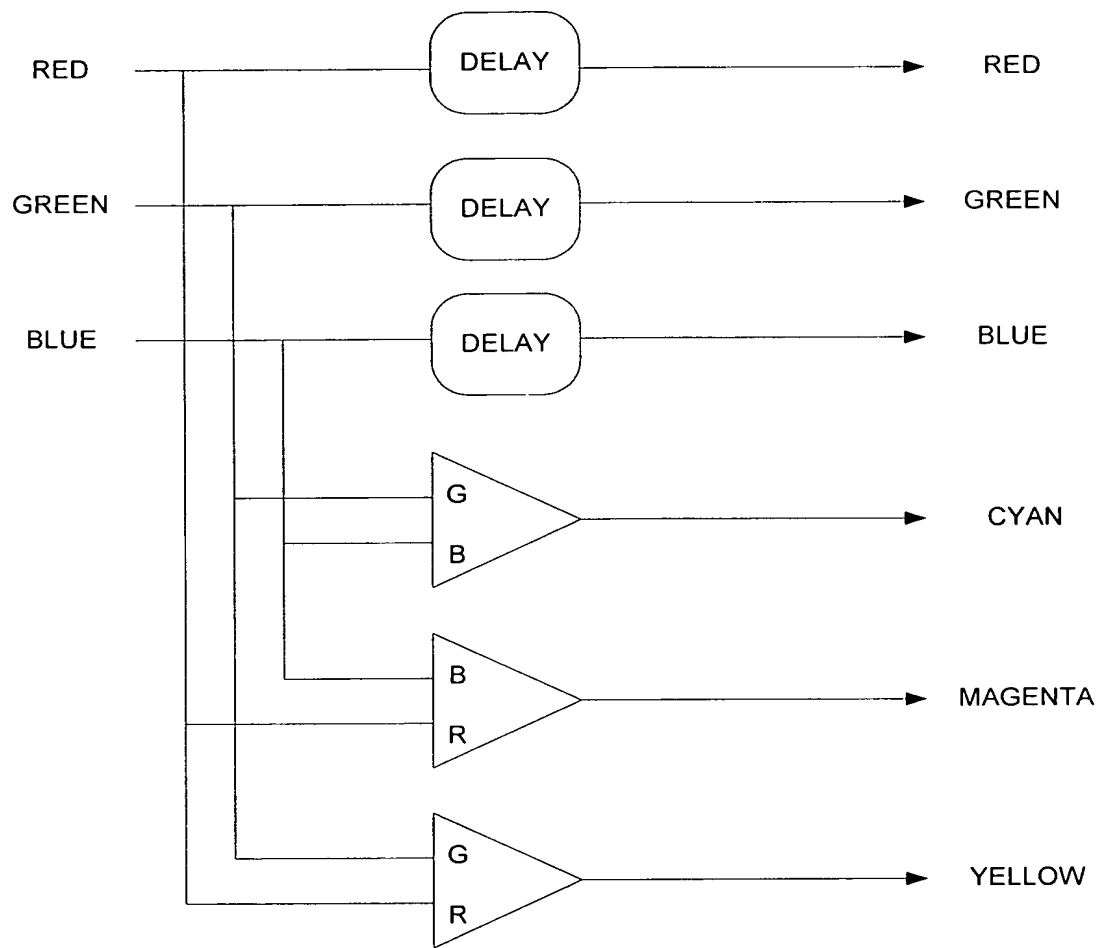 RED DELAY RED
GREEN DELAY GREEN
BLUE DELAY BLUE
G
B
CYAN
B
R
MAGENTA
G
R
YELLOW